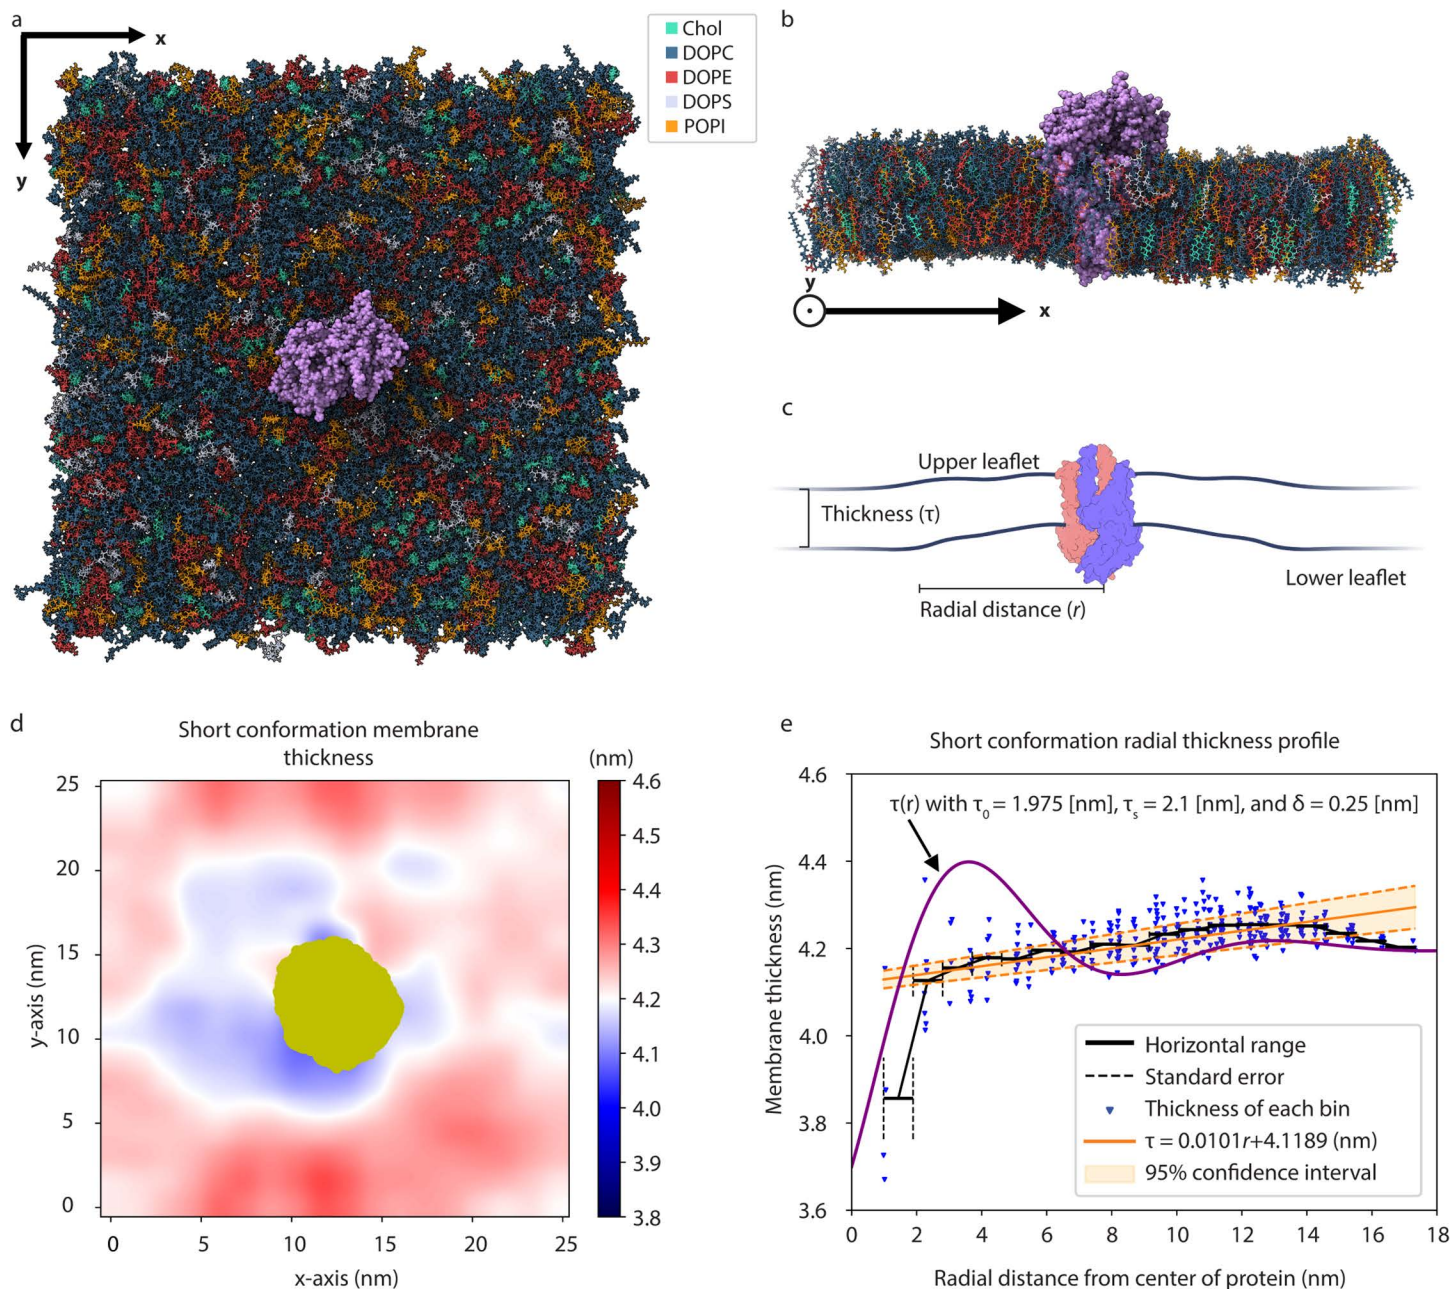 a
x
y
Chol
DOPC
DOPE
DOPS
POPI
b
y
x
c
Upper leaflet
Thickness (τ)
Lower leaflet
Radial distance (r)
d
Short conformation membrane
thickness
(nm)
25
20
15
10
5
0
y-axis (nm)
0 5 10 15 20 25
x-axis (nm)
4.6
4.5
4.4
4.3
4.2
4.1
4.0
3.9
3.8
e
Short conformation radial thickness profile
τ(r) with τ₀ = 1.975 [nm], τₛ = 2.1 [nm], and δ = 0.25 [nm]
4.6
4.4
4.2
4.0
3.8
3.6
Membrane thickness (nm)
Horizontal range
Standard error
Thickness of each bin
τ = 0.0101r+4.1189 (nm)
95% confidence interval
0 2 4 6 8 10 12 14 16 18
Radial distance from center of protein (nm)